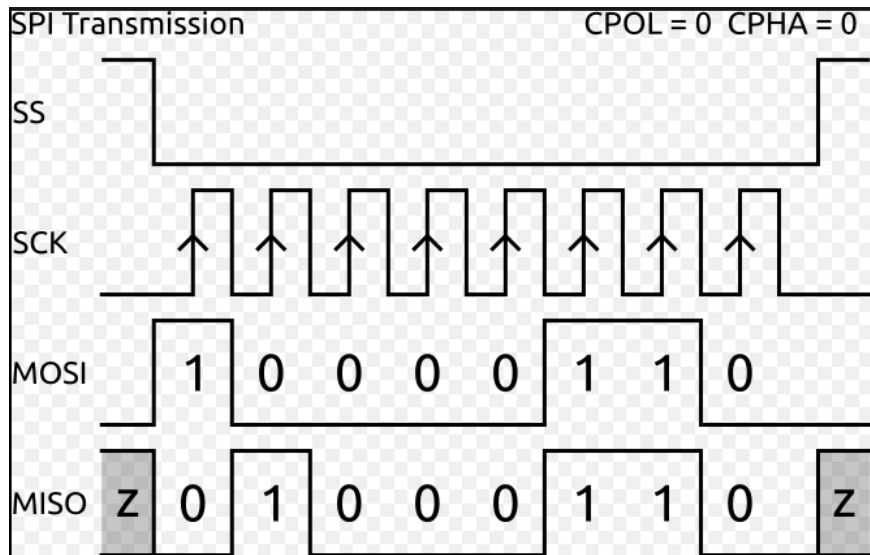 SPI Transmission CPOL = 0 CPHA = 0
SS
SCK
MOSI 1 0 0 0 0 1 1 0
MISO Z 0 1 0 0 0 1 1 0 Z